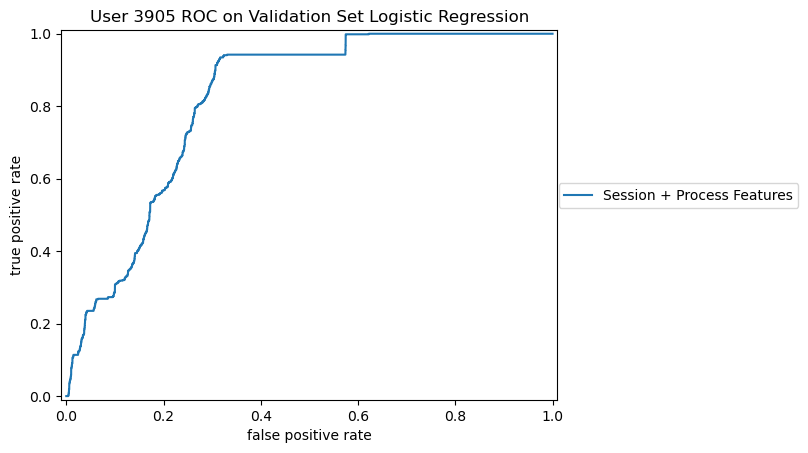 User 3905 ROC on Validation Set Logistic Regression
1.0
0.8
0.6
0.4
0.2
0.0
true positive rate
0.0 0.2 0.4 0.6 0.8 1.0
false positive rate
Session + Process Features